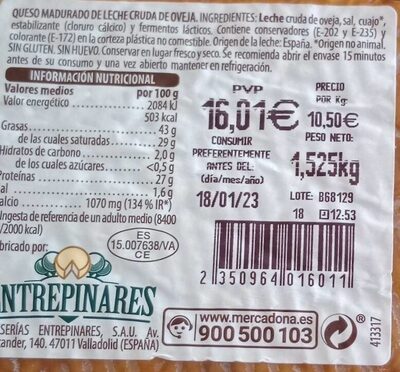 QUESO MADURADO DE LECHE CRUDA DE OVEJA. INGREDIENTES: Leche cruda de oveja, sal, cuajo*,
estabilizante (cloruro cálcico) y fermentos lácticos. Contiene conservadores (E-202 y E-235) y
colorante (E-172) en la corteza plástica no comestible. Origen de la leche: España. *Origen no animal.
SIN GLUTEN. SIN HUEVO. Conservar en lugar fresco y seco. Se recomienda abrir el envase 15 minutos
antes de su consumo y una vez abierto mantener en refrigeración.
INFORMACIÓN NUTRICIONAL
Valores medios por 100 g
Valor energético 2084 kJ
503 kcal
Grasas 43 g
de las cuales saturadas 29 g
Hidratos de carbono 2,0 g
de los cuales azúcares <0,5 g
Proteínas 27 g
al 1,6 g
alcio 1070 mg (134 % IR*)
Ingesta de referencia de un adulto medio (8400
/2000 kcal)
bricado por:
ES
15.007638/VA
CE
PVP
16,01€
PRECIO
POR Kg.
10,50€
CONSUMIR
PREFERENTEMENTE
ANTES DEL:
(día/mes/año)
18/01/23
PESO NETO:
1,525kg
LOTE: B68129
18 12:53
2 350964 016011
NTREPINARES
SERÍAS ENTREPINARES, S.A.U. Av.
ander, 140. 47011 Valladolid (ESPAÑA)
www.mercadona.es
900 500 103
413317